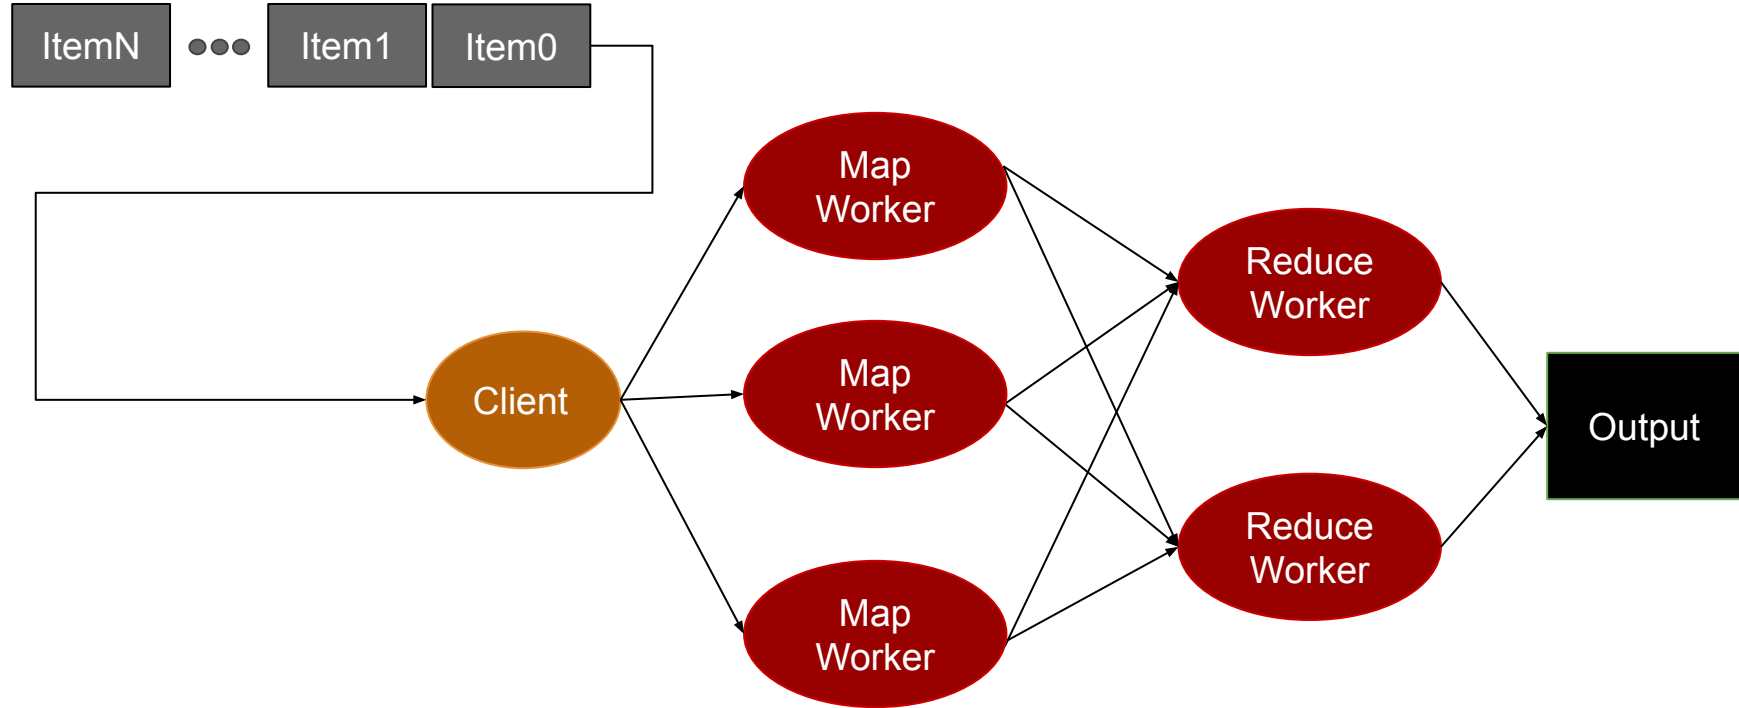 ItemN
Item1
Item0
Map
Worker
Reduce
Worker
Map
Worker
Client
Output
Reduce
Worker
Map
Worker